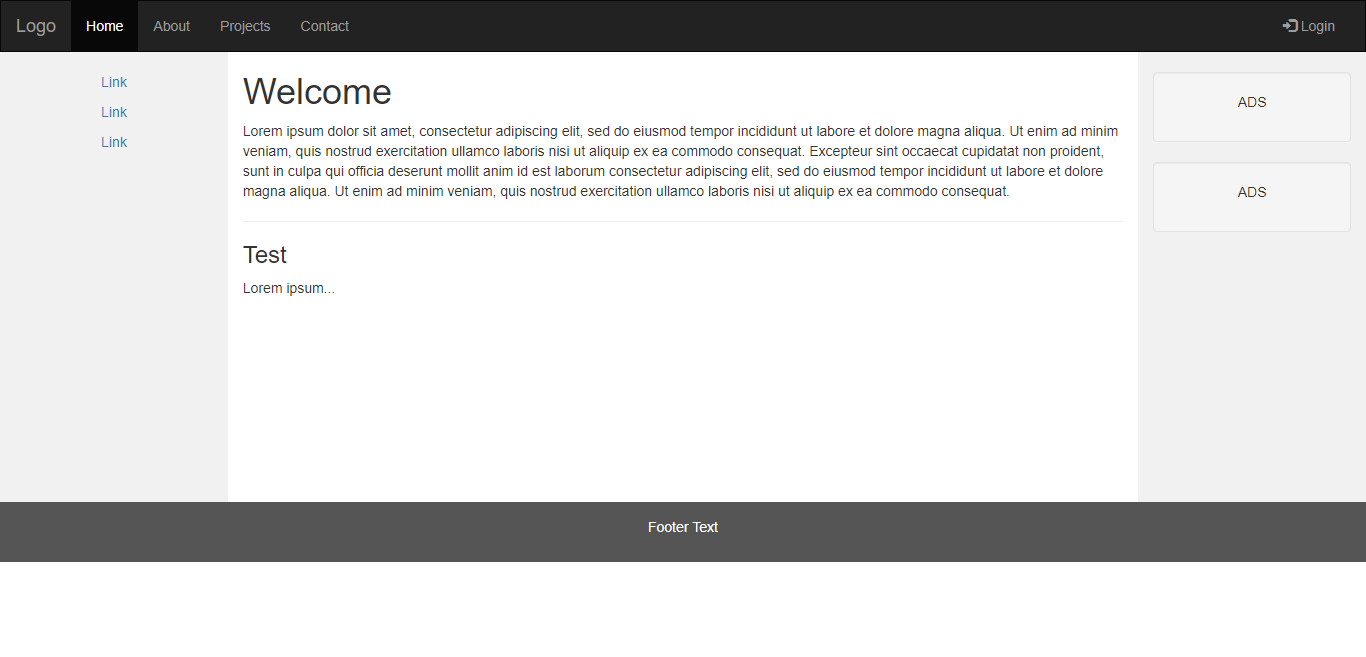 Logo Home About Projects Contact Login
Link
Link
Link
Welcome
Lorem ipsum dolor sit amet, consectetur adipiscing elit, sed do eiusmod tempor incididunt ut labore et dolore magna aliqua. Ut enim ad minim
veniam, quis nostrud exercitation ullamco laboris nisi ut aliquip ex ea commodo consequat. Excepteur sint occaecat cupidatat non proident,
sunt in culpa qui officia deserunt mollit anim id est laborum consectetur adipiscing elit, sed do eiusmod tempor incididunt ut labore et dolore
magna aliqua. Ut enim ad minim veniam, quis nostrud exercitation ullamco laboris nisi ut aliquip ex ea commodo consequat.
Test
Lorem ipsum...
ADS
ADS
Footer Text